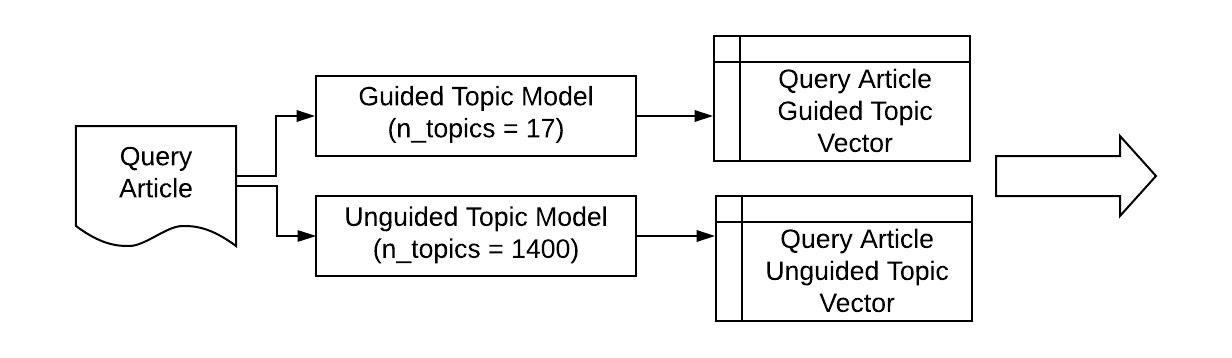 Query
Article
Guided Topic Model
(n_topics = 17)
Query Article
Guided Topic
Vector
Unguided Topic Model
(n_topics = 1400)
Query Article
Unguided Topic
Vector